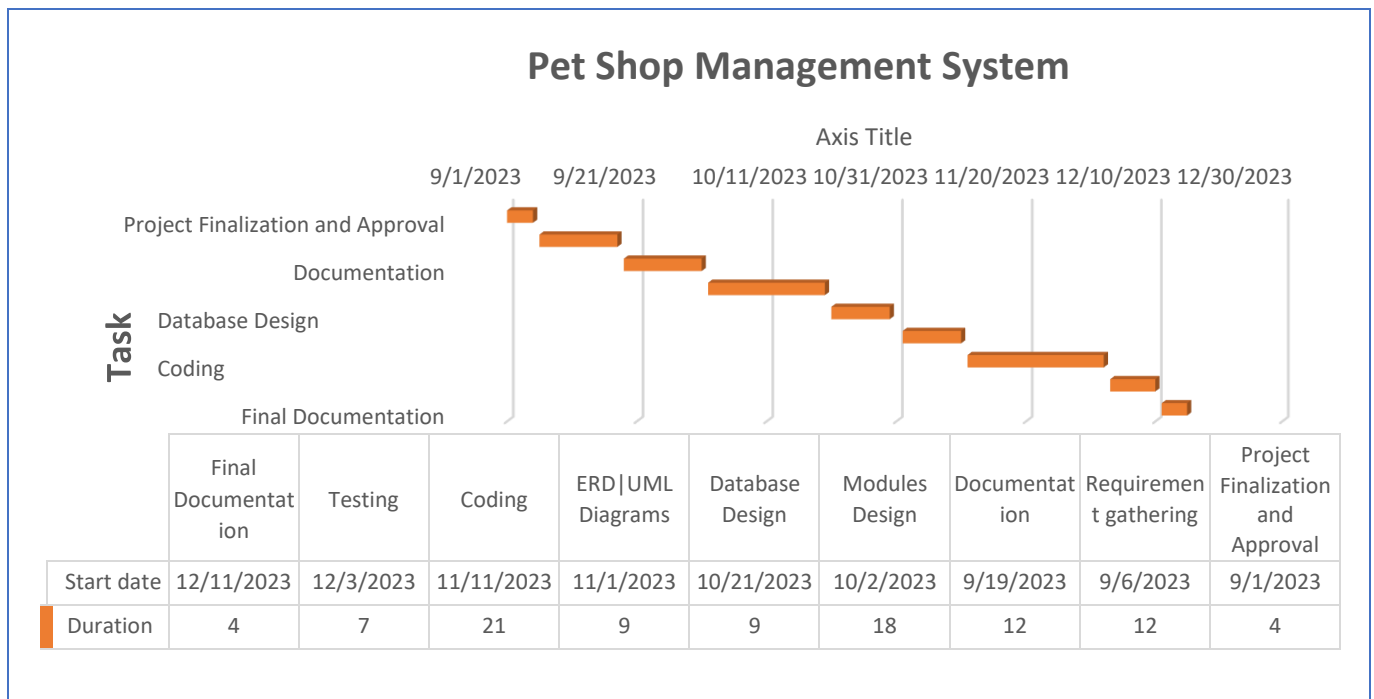 Pet Shop Management System
Axis Title
9/1/2023 9/21/2023 10/11/2023 10/31/2023 11/20/2023 12/10/2023 12/30/2023
Project Finalization and Approval
Documentation
Database Design
Coding
Final Documentation
Task
Final
Documentat
ion
Testing
Coding
ERD|UML
Diagrams
Database
Design
Modules
Design
Documentat
ion
Requiremen
t gathering
Project
Finalization
and
Approval
Start date 12/11/2023 12/3/2023 11/11/2023 11/1/2023 10/21/2023 10/2/2023 9/19/2023 9/6/2023 9/1/2023
Duration 4 7 21 9 9 18 12 12 4